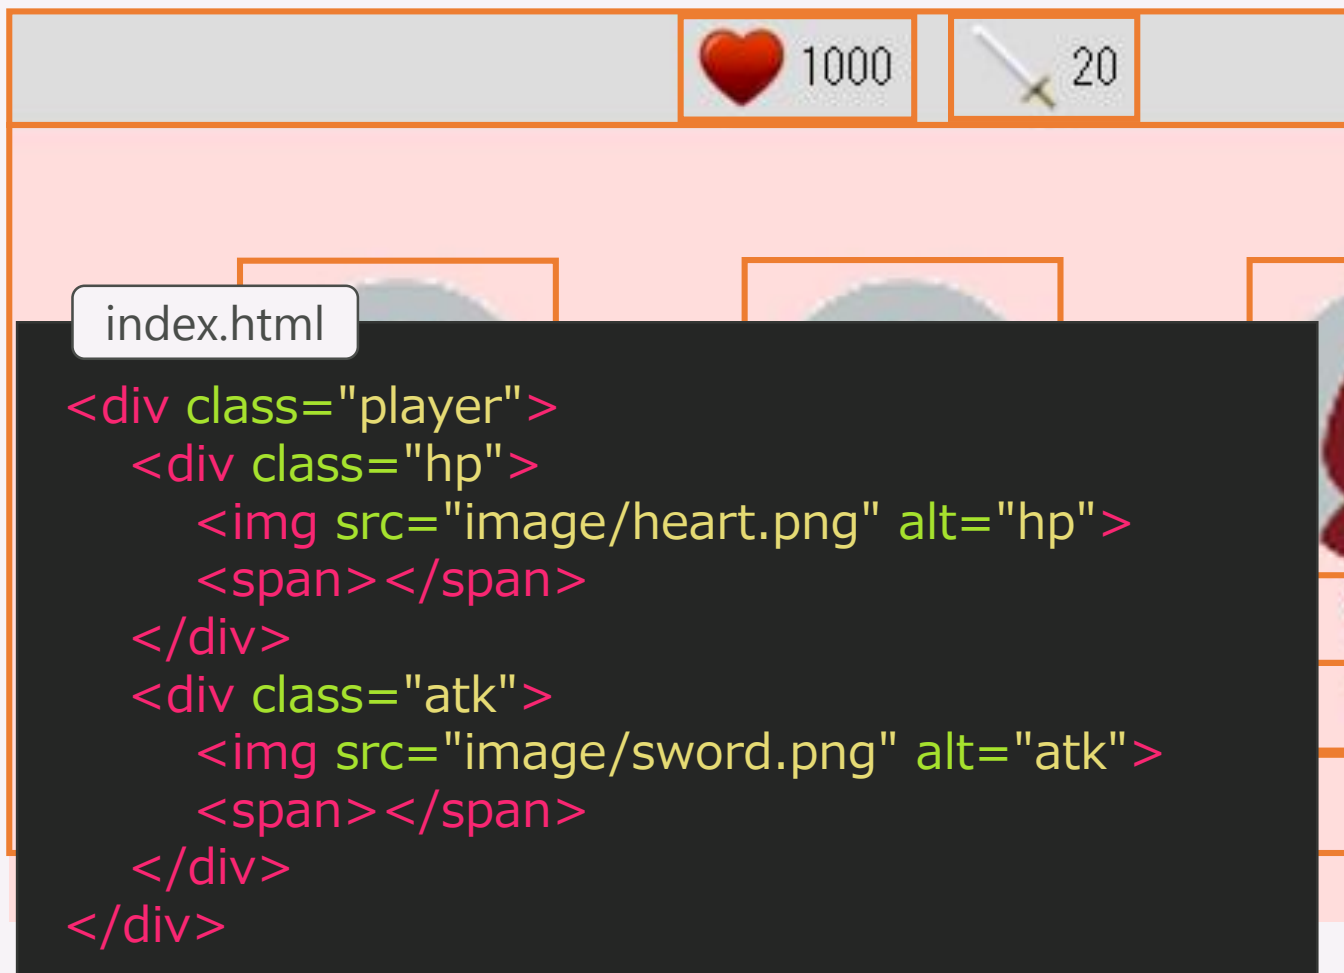 1000 20
index.html
<div class="player">
<div class="hp">
<img src="image/heart.png" alt="hp">
<span></span>
</div>
<div class="atk">
<img src="image/sword.png" alt="atk">
<span></span>
</div>
</div>